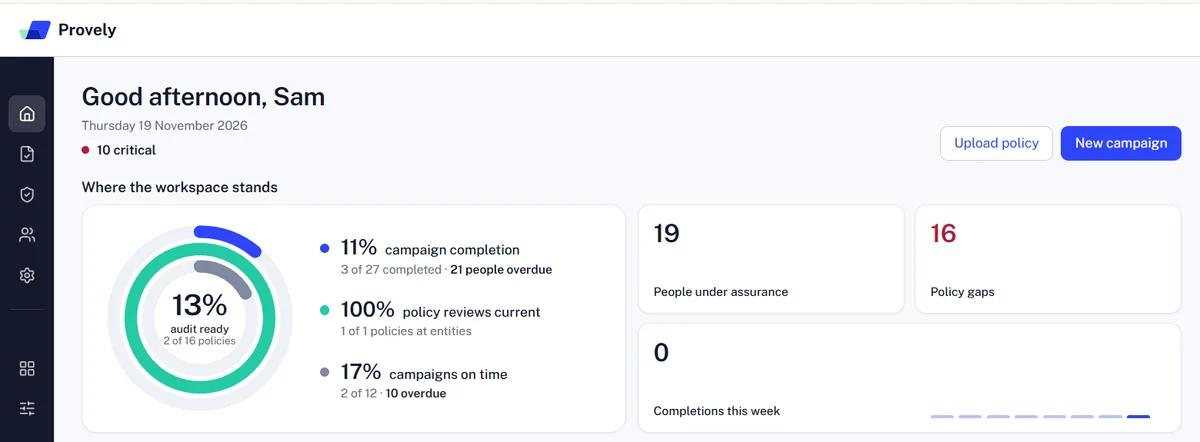 Provely
Good afternoon, Sam
Thursday 19 November 2026
10 critical
Upload policy
New campaign
Where the workspace stands
13%
audit ready
2 of 16 policies
11% campaign completion
3 of 27 completed · 21 people overdue
100% policy reviews current
1 of 1 policies at entities
17% campaigns on time
2 of 12 · 10 overdue
19
People under assurance
16
Policy gaps
0
Completions this week